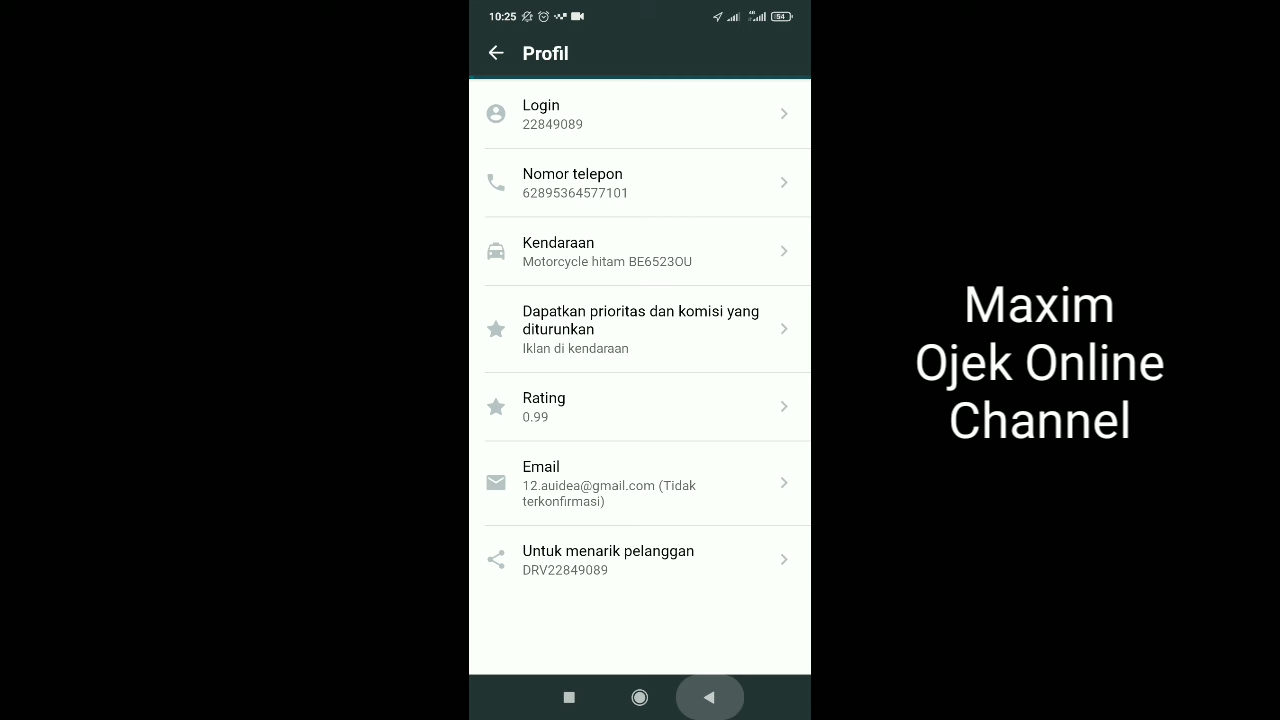 10:25
4G
54
Profil
Login
22849089
Nomor telepon
62895364577101
Kendaraan
Motorcycle hitam BE6523OU
Dapatkan prioritas dan komisi yang
diturunkan
Iklan di kendaraan
Rating
0.99
Email
12.auidea@gmail.com (Tidak
terkonfirmasi)
Untuk menarik pelanggan
DRV22849089
Maxim
Ojek Online
Channel